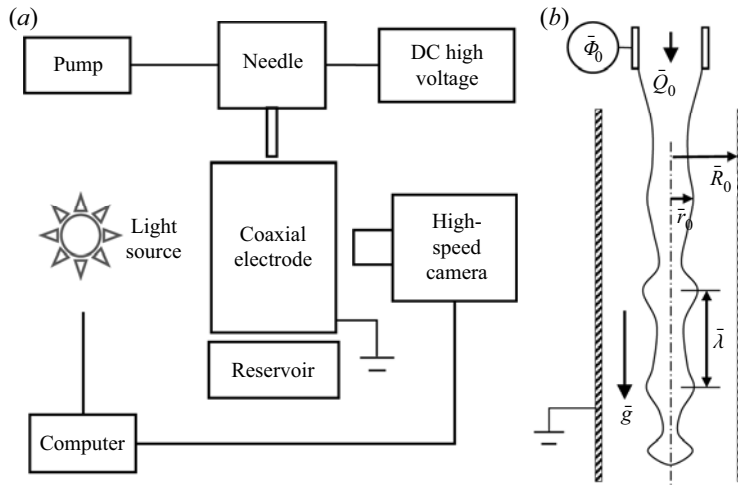 (a)
Pump
Needle
DC high
voltage
Light
source
Coaxial
electrode
High-
speed
camera
Reservoir
Computer
(b)
Φ̄₀
Q̄₀
R̄₀
r̄₀
λ̄
ḡ